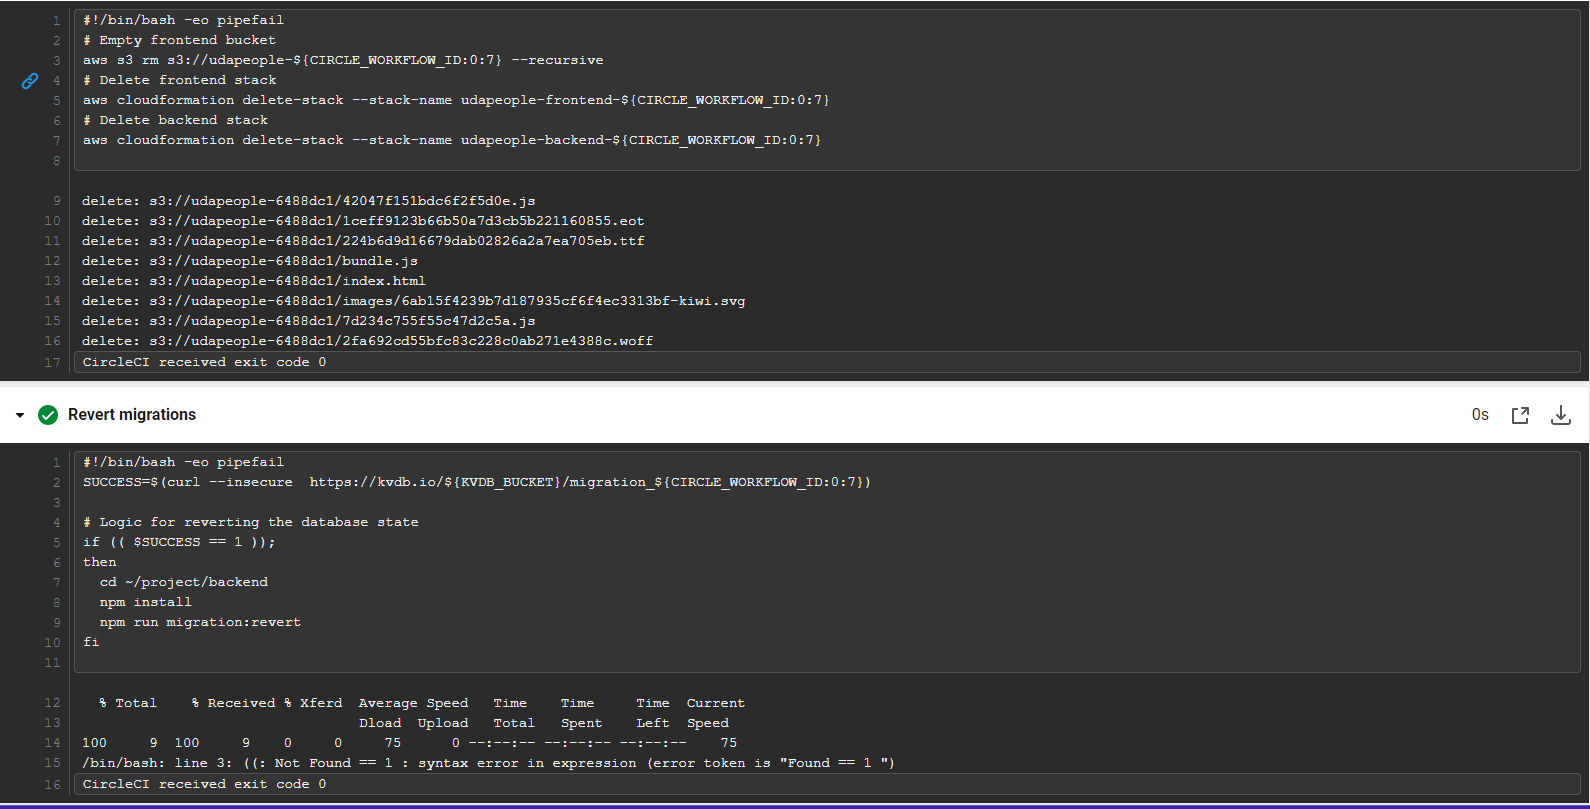 1 #!/bin/bash -eo pipefail
2 # Empty frontend bucket
3 aws s3 rm s3://udapeople-${CIRCLE_WORKFLOW_ID:0:7} --recursive
4 # Delete frontend stack
5 aws cloudformation delete-stack --stack-name udapeople-frontend-${CIRCLE_WORKFLOW_ID:0:7}
6 # Delete backend stack
7 aws cloudformation delete-stack --stack-name udapeople-backend-${CIRCLE_WORKFLOW_ID:0:7}
8
9 delete: s3://udapeople-6488dc1/42047f151bdc6f2f5d0e.js
10 delete: s3://udapeople-6488dc1/1ceff9123b66b50a7d3cb5b221160855.eot
11 delete: s3://udapeople-6488dc1/224b6d9d16679dab02826a2a7ea705eb.ttf
12 delete: s3://udapeople-6488dc1/bundle.js
13 delete: s3://udapeople-6488dc1/index.html
14 delete: s3://udapeople-6488dc1/images/6ab15f4239b7d187935cf6f4ec3313bf-kiwi.svg
15 delete: s3://udapeople-6488dc1/7d234c755f55c47d2c5a.js
16 delete: s3://udapeople-6488dc1/2fa692cd55bfc83c228c0ab271e4388c.woff
17 CircleCI received exit code 0
Revert migrations 0s
1 #!/bin/bash -eo pipefail
2 SUCCESS=$(curl --insecure  https://kvdb.io/${KVDB_BUCKET}/migration_${CIRCLE_WORKFLOW_ID:0:7})
3
4 # Logic for reverting the database state
5 if (( $SUCCESS == 1 ));
6 then
7   cd ~/project/backend
8   npm install
9   npm run migration:revert
10 fi
11
12   % Total    % Received % Xferd  Average Speed   Time    Time     Time  Current
13                                  Dload  Upload   Total   Spent    Left  Speed
14 100     9  100     9    0     0     75      0 --:--:-- --:--:-- --:--:--    75
15 /bin/bash: line 3: ((: Not Found == 1 : syntax error in expression (error token is "Found == 1 ")
16 CircleCI received exit code 0